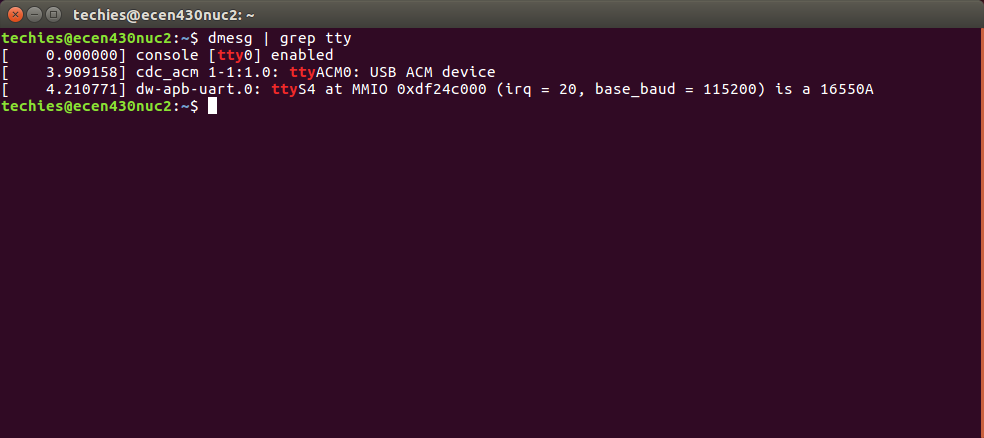 techies@ecen430nuc2: ~
techies@ecen430nuc2:~$ dmesg | grep tty
[    0.000000] console [tty0] enabled
[    3.909158] cdc_acm 1-1:1.0: ttyACM0: USB ACM device
[    4.210771] dw-apb-uart.0: ttyS4 at MMIO 0xdf24c000 (irq = 20, base_baud = 115200) is a 16550A
techies@ecen430nuc2:~$